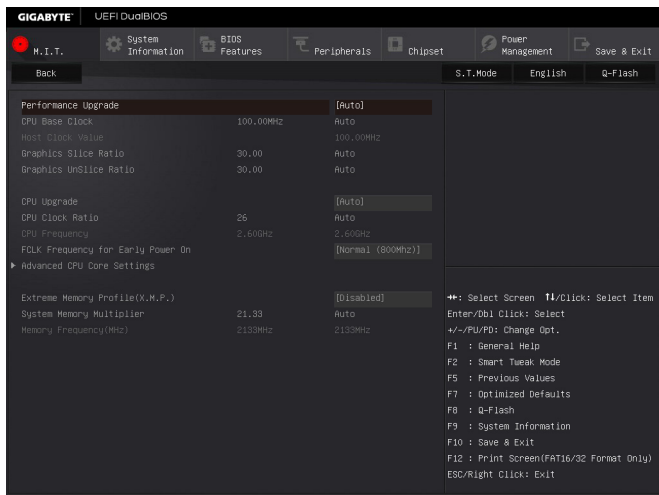 GIGABYTE™ UEFI DualBIOS
M.I.T. System Information BIOS Features Peripherals Chipset Power Management Save & Exit
Back S.T.Mode English Q-Flash
Performance Upgrade [Auto]
CPU Base Clock 100.00MHz Auto
Host Clock Value 100.00MHz
Graphics Slice Ratio 30.00 Auto
Graphics UnSlice Ratio 30.00 Auto
CPU Upgrade [Auto]
CPU Clock Ratio 26 Auto
CPU Frequency 2.60GHz 2.60GHz
FCLK Frequency for Early Power On [Normal (800Mhz)]
Advanced CPU Core Settings
Extreme Memory Profile(X.M.P.) [Disabled]
System Memory Multiplier 21.33 Auto
Memory Frequency(MHz) 2133MHz 2133MHz
→←: Select Screen ↑↓/Click: Select Item
Enter/Dbl Click: Select
+/-/PU/PD: Change Opt.
F1 : General Help
F2 : Smart Tweak Mode
F5 : Previous Values
F7 : Optimized Defaults
F8 : Q-Flash
F9 : System Information
F10 : Save & Exit
F12 : Print Screen(FAT16/32 Format Only)
ESC/Right Click: Exit